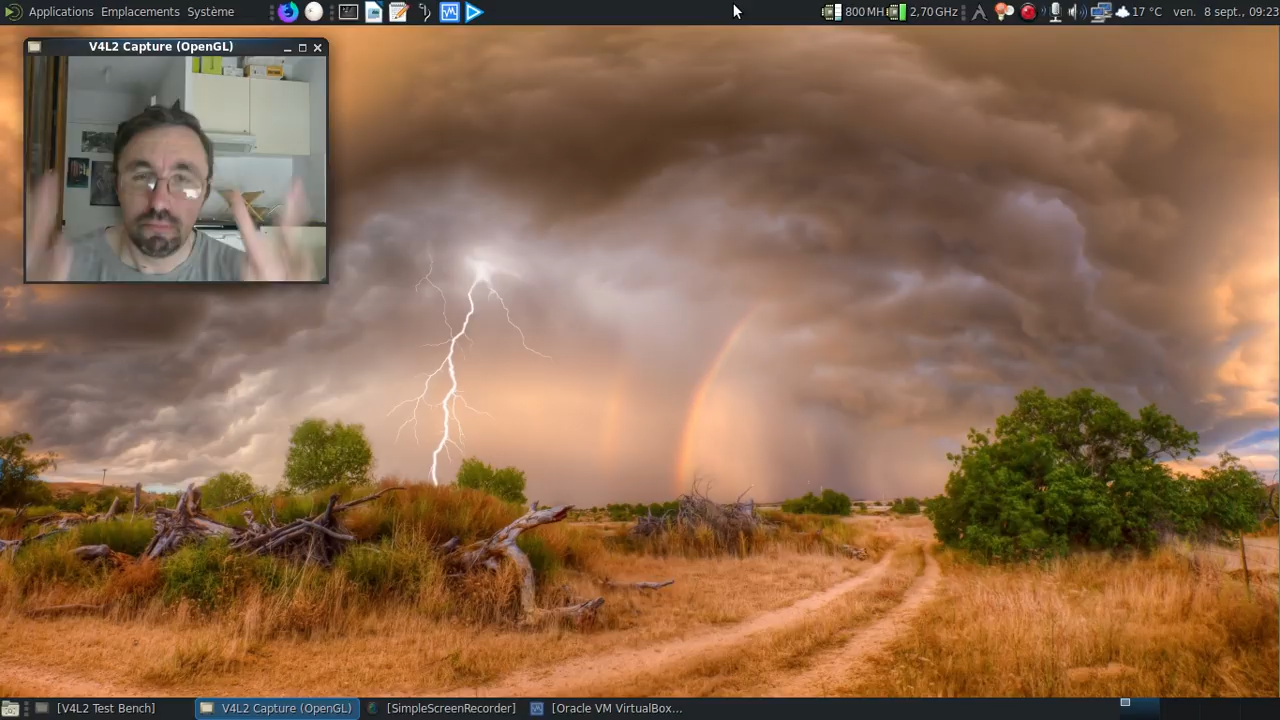 Applications Emplacements Système 800 MH 2,70 GHz 17 °C ven. 8 sept., 09:23
V4L2 Capture (OpenGL)
[V4L2 Test Bench] V4L2 Capture (OpenGL) [SimpleScreenRecorder] [Oracle VM VirtualBox...